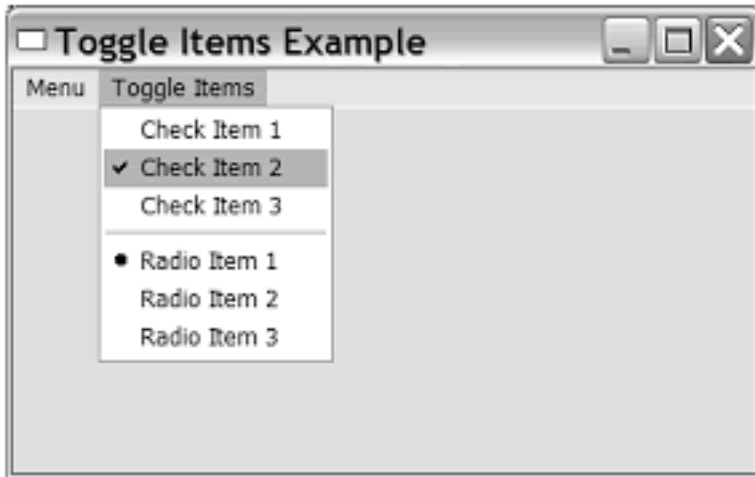 Toggle Items Example
Menu Toggle Items
Check Item 1
Check Item 2
Check Item 3
Radio Item 1
Radio Item 2
Radio Item 3